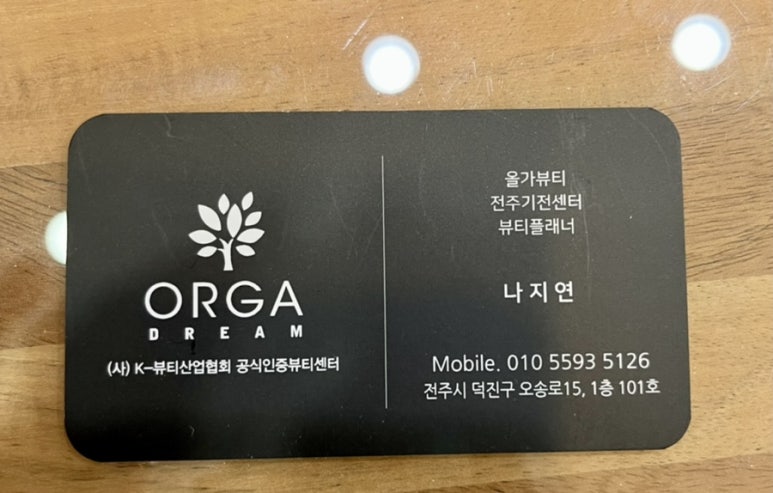 ORGA
DREAM
(사) K-뷰티산업협회 공식인증뷰티센터
올가뷰티
전주기전센터
뷰티플래너
나지연
Mobile. 010 5593 5126
전주시 덕진구 오송로15, 1층 101호